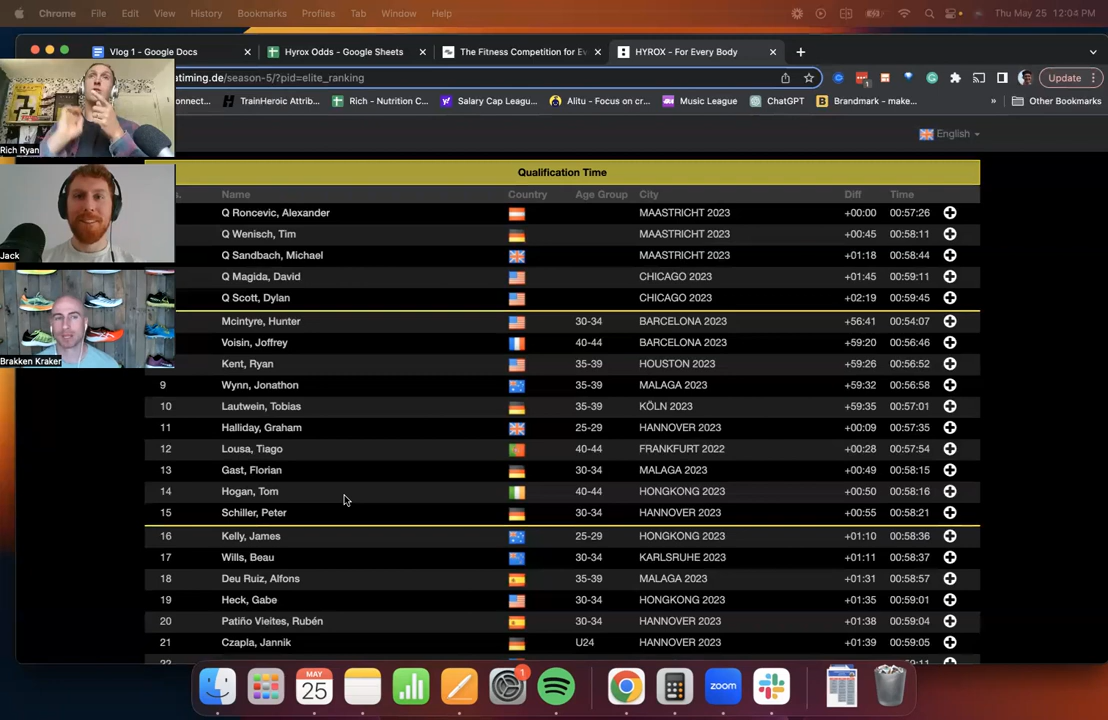 Chrome File Edit View History Bookmarks Profiles Tab Window Help Thu May 25 12:04 PM
Vlog 1 - Google Docs Hyrox Odds - Google Sheets The Fitness Competition for Ev HYROX - For Every Body
atiming.de/season-5/?pid=elite_ranking Update
onnect... TrainHeroic Attrib... Rich - Nutrition C... Salary Cap Leagu... Alitu - Focus on cr... Music League ChatGPT Brandmark - make... » Other Bookmarks
English
Rich Ryan
Jack
Brakken Kraker
Qualification Time
Name Country Age Group City Diff Time
Q Roncevic, Alexander MAASTRICHT 2023 +00:00 00:57:26
Q Wenisch, Tim MAASTRICHT 2023 +00:45 00:58:11
Q Sandbach, Michael MAASTRICHT 2023 +01:18 00:58:44
Q Magida, David CHICAGO 2023 +01:45 00:59:11
Q Scott, Dylan CHICAGO 2023 +02:19 00:59:45
Mcintyre, Hunter 30-34 BARCELONA 2023 +56:41 00:54:07
Voisin, Joffrey 40-44 BARCELONA 2023 +59:20 00:56:46
Kent, Ryan 35-39 HOUSTON 2023 +59:26 00:56:52
9 Wynn, Jonathon 35-39 MALAGA 2023 +59:32 00:56:58
10 Lautwein, Tobias 35-39 KÖLN 2023 +59:35 00:57:01
11 Halliday, Graham 25-29 HANNOVER 2023 +00:09 00:57:35
12 Lousa, Tiago 40-44 FRANKFURT 2022 +00:28 00:57:54
13 Gast, Florian 30-34 MALAGA 2023 +00:49 00:58:15
14 Hogan, Tom 40-44 HONGKONG 2023 +00:50 00:58:16
15 Schiller, Peter 30-34 HANNOVER 2023 +00:55 00:58:21
16 Kelly, James 25-29 HONGKONG 2023 +01:10 00:58:36
17 Wills, Beau 30-34 KARLSRUHE 2023 +01:11 00:58:37
18 Deu Ruiz, Alfons 35-39 MALAGA 2023 +01:31 00:58:57
19 Heck, Gabe 30-34 HONGKONG 2023 +01:35 00:59:01
20 Patiño Vieites, Rubén 30-34 MALAGA 2023 +01:38 00:59:04
21 Czapla, Jannik U24 HANNOVER 2023 +01:39 00:59:05
MAY
25
1
zoom